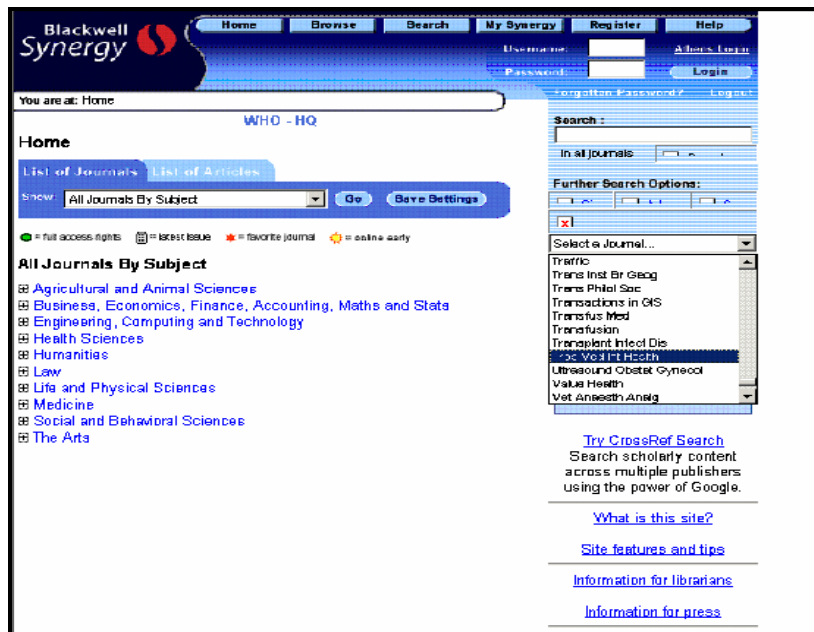 Blackwell
Synergy
Home Browse Search My Synergy Register Help
Username: Athens Login
Password: Login
Forgotten Password? Logout
You are at: Home
WHO - HQ
Home
List of Journals List of Articles
Show: All Journals By Subject Go Save Settings
= full access rights = latest issue = favorite journal = online early
All Journals By Subject
Agricultural and Animal Sciences
Business, Economics, Finance, Accounting, Maths and Stats
Engineering, Computing and Technology
Health Sciences
Humanities
Law
Life and Physical Sciences
Medicine
Social and Behavioral Sciences
The Arts
Search :
In all journals
Further Search Options:
Select a Journal...
Traffic
Trans Inst Br Geog
Trans Philol Soc
Transactions in GIS
Transfus Med
Transfusion
Transplant Infect Dis
Trop Med Int Health
Ultrasound Obstet Gynecol
Value Health
Vet Anaesth Analg
Try CrossRef Search
Search scholarly content
across multiple publishers
using the power of Google.
What is this site?
Site features and tips
Information for librarians
Information for press